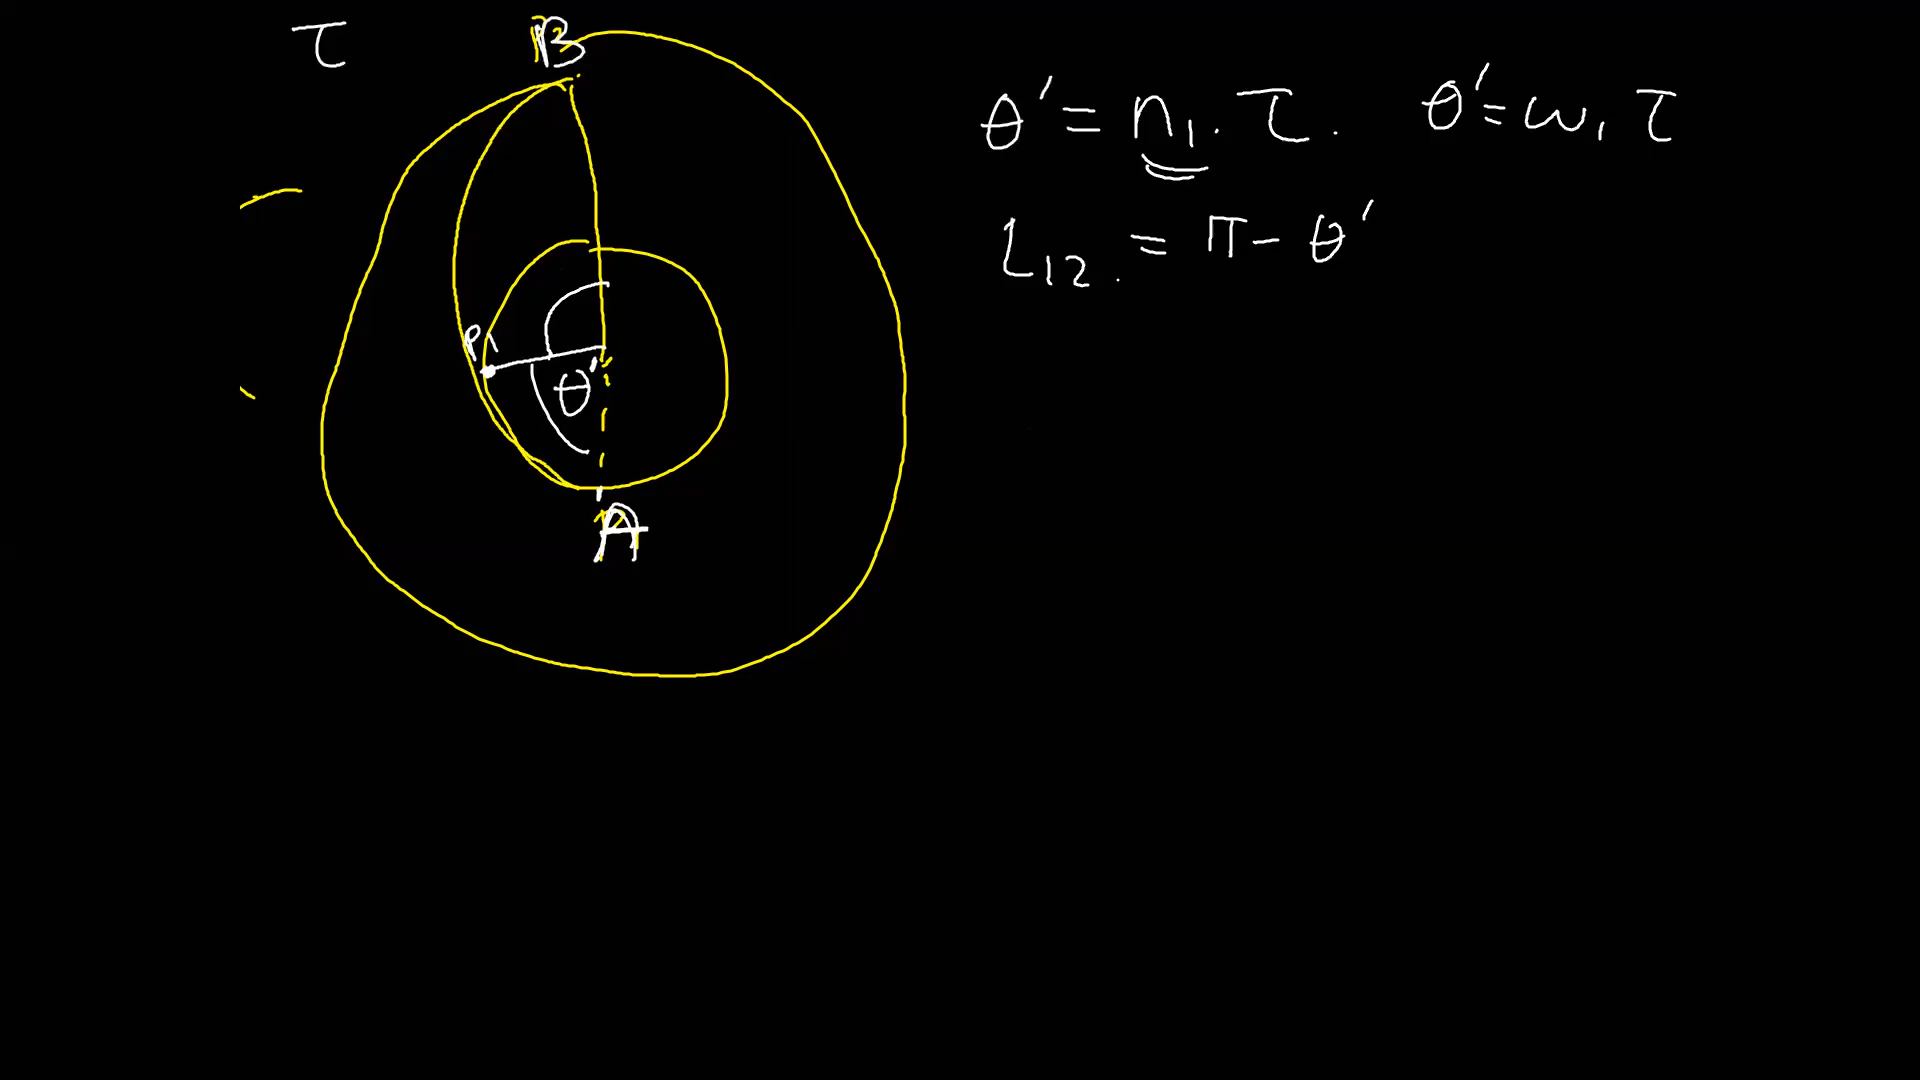 τ
B
θ' = n₁ . τ . θ' = ω₁ τ
L₁₂ . = π - θ'
P₁
θ'
A